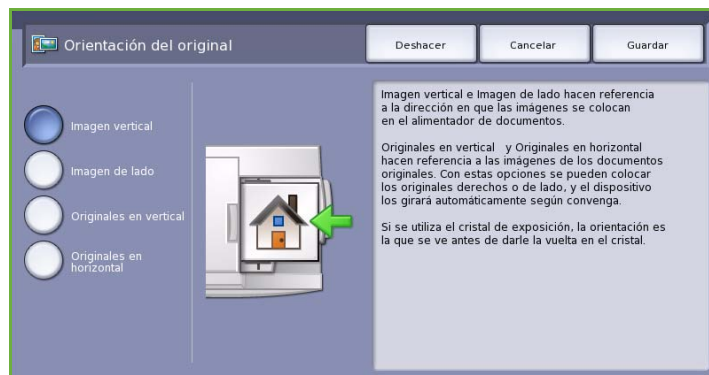 Orientación del original
Deshacer
Cancelar
Guardar
Imagen vertical
Imagen de lado
Originales en vertical
Originales en
horizontal
Imagen vertical e Imagen de lado hacen referencia
a la dirección en que las imágenes se colocan
en el alimentador de documentos.
Originales en vertical y Originales en horizontal
hacen referencia a las imágenes de los documentos
originales. Con estas opciones se pueden colocar
los originales derechos o de lado, y el dispositivo
los girará automáticamente según convenga.
Si se utiliza el cristal de exposición, la orientación es
la que se ve antes de darle la vuelta en el cristal.